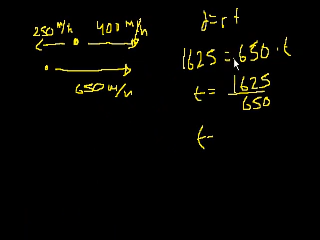 250 m/h 400 m/h
650 m/h
d = r t
1625 = 650 · t
t = 1625/650
t =